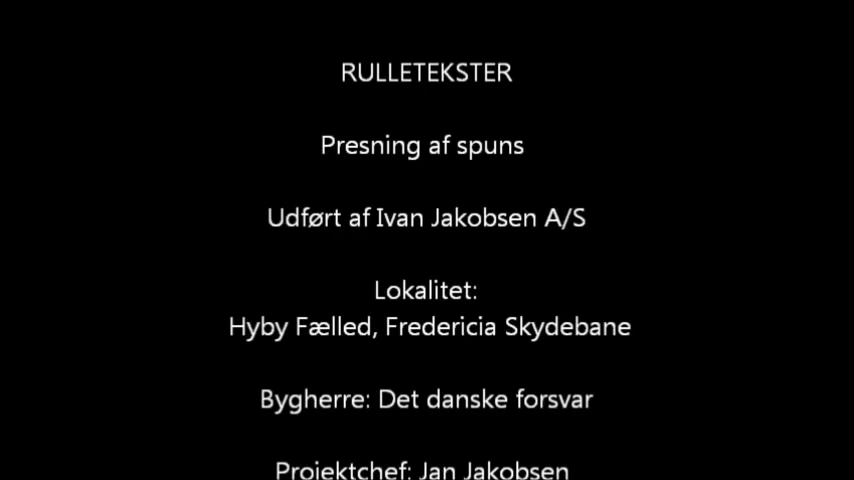 RULLETEKSTER
Presning af spuns
Udført af Ivan Jakobsen A/S
Lokalitet:
Hyby Fælled, Fredericia Skydebane
Bygherre: Det danske forsvar
Projektchef: Jan Jakobsen